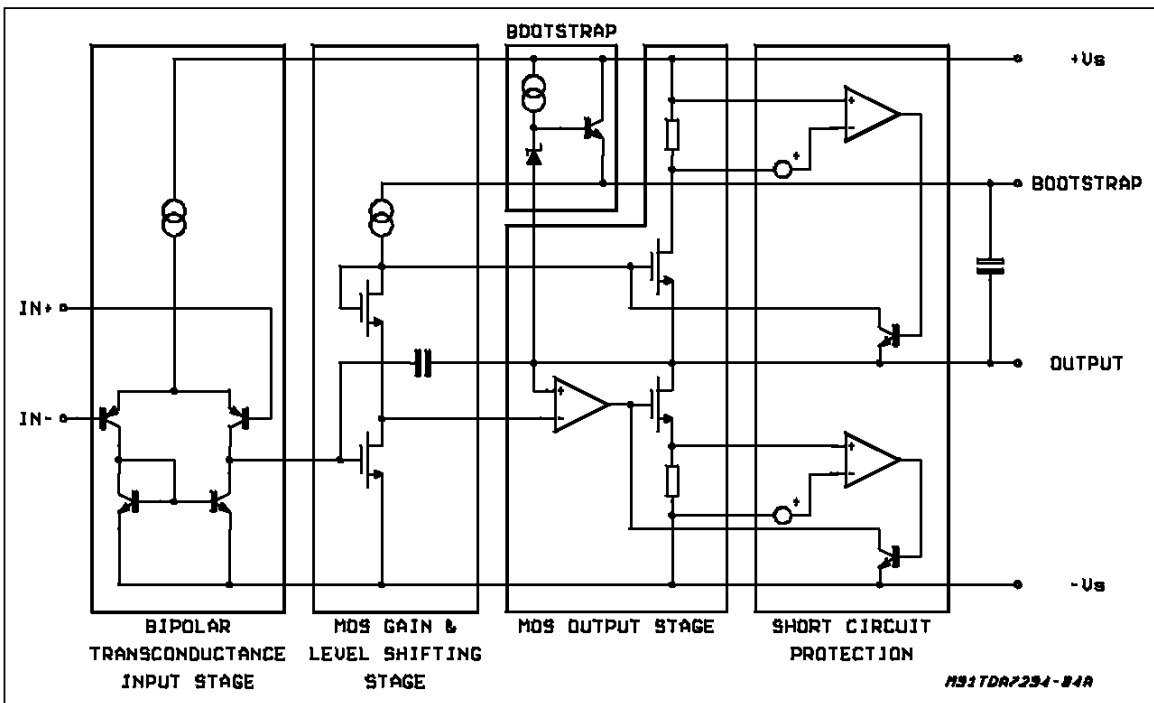 BOOTSTRAP
+Vs
BOOTSTRAP
IN+
OUTPUT
IN-
-Vs
BIPOLAR
TRANSCONDUCTANCE
INPUT STAGE
MOS GAIN &
LEVEL SHIFTING
STAGE
MOS OUTPUT STAGE
SHORT CIRCUIT
PROTECTION
+
-
+
+
-
+
-
+
M91TDA7294-04A